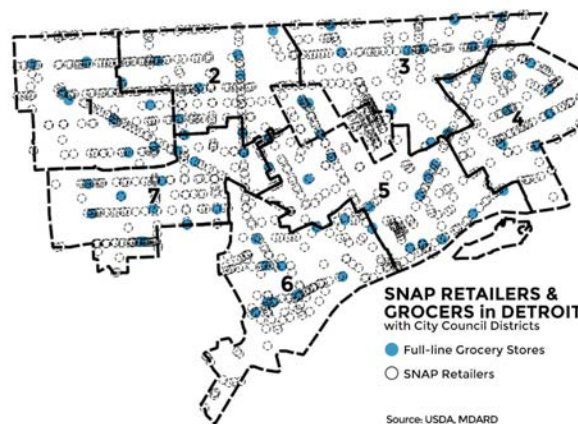 2
3
1
4
7
5
6
SNAP RETAILERS &
GROCERS in DETROIT
with City Council Districts
Full-line Grocery Stores
SNAP Retailers
Source: USDA, MDARD